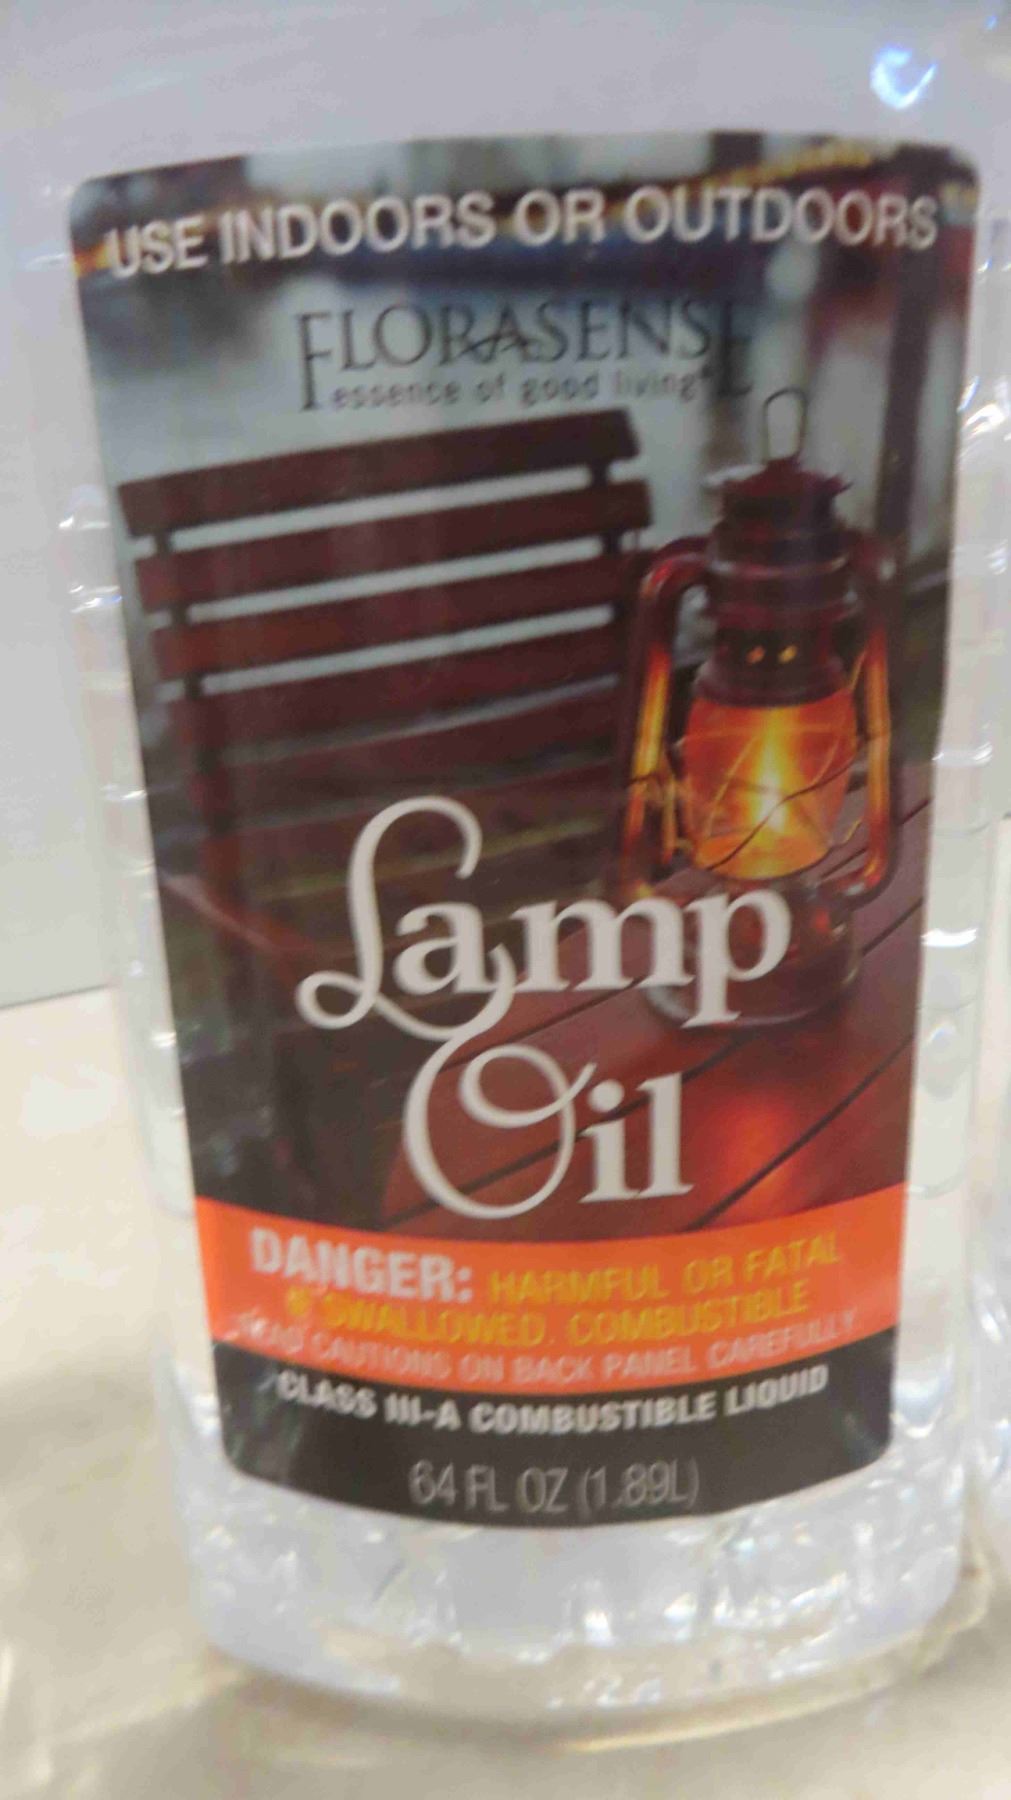 USE INDOORS OR OUTDOORS
FLORASENSE
essence of good living®
Lamp
Oil
DANGER: HARMFUL OR FATAL
IF SWALLOWED. COMBUSTIBLE
READ CAUTIONS ON BACK PANEL CAREFULLY
CLASS III-A COMBUSTIBLE LIQUID
64 FL OZ (1.89L)